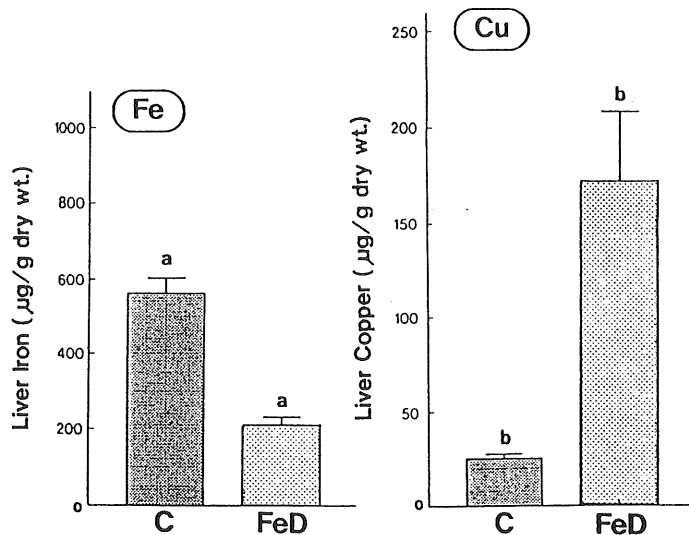 Fe
Liver Iron (µg/g dry wt.)
1000
800
600
400
200
0
a
a
C
FeD
Cu
Liver Copper (µg/g dry wt.)
250
200
150
100
50
0
b
b
C
FeD